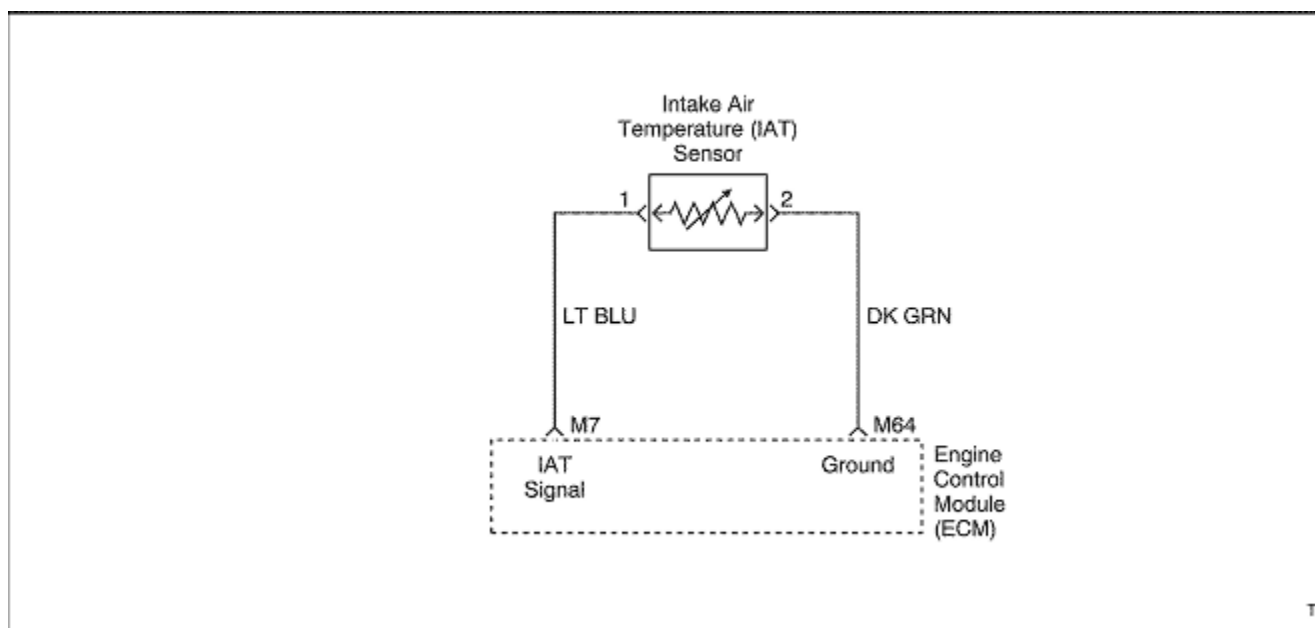 Intake Air
Temperature (IAT)
Sensor
1
2
LT BLU
DK GRN
M7
M64
IAT
Signal
Ground
Engine
Control
Module
(ECM)
T